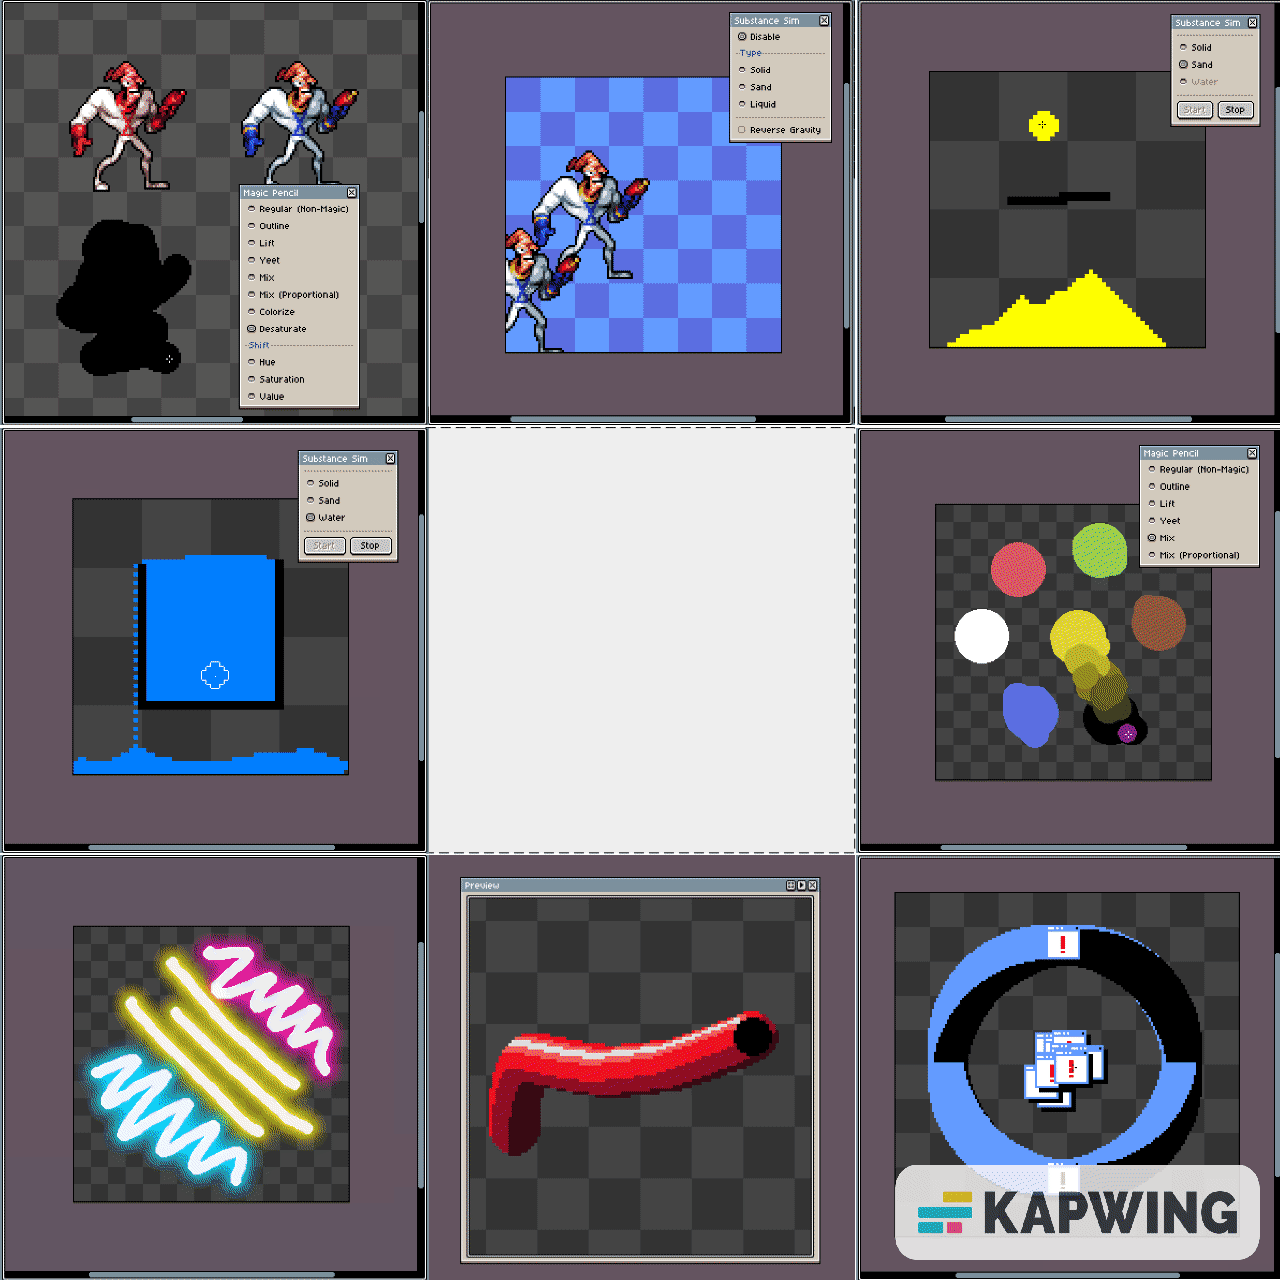 Magic Pencil
Regular (Non-Magic)
Outline
Lift
Yeet
Mix
Mix (Proportional)
Colorize
Desaturate
Shift
Hue
Saturation
Value
Substance Sim
Disable
Type
Solid
Sand
Liquid
Reverse Gravity
Substance Sim
Solid
Sand
Water
Start
Stop
Substance Sim
Solid
Sand
Water
Start
Stop
Magic Pencil
Regular (Non-Magic)
Outline
Lift
Yeet
Mix
Mix (Proportional)
Preview
!
!
!
KAPWING